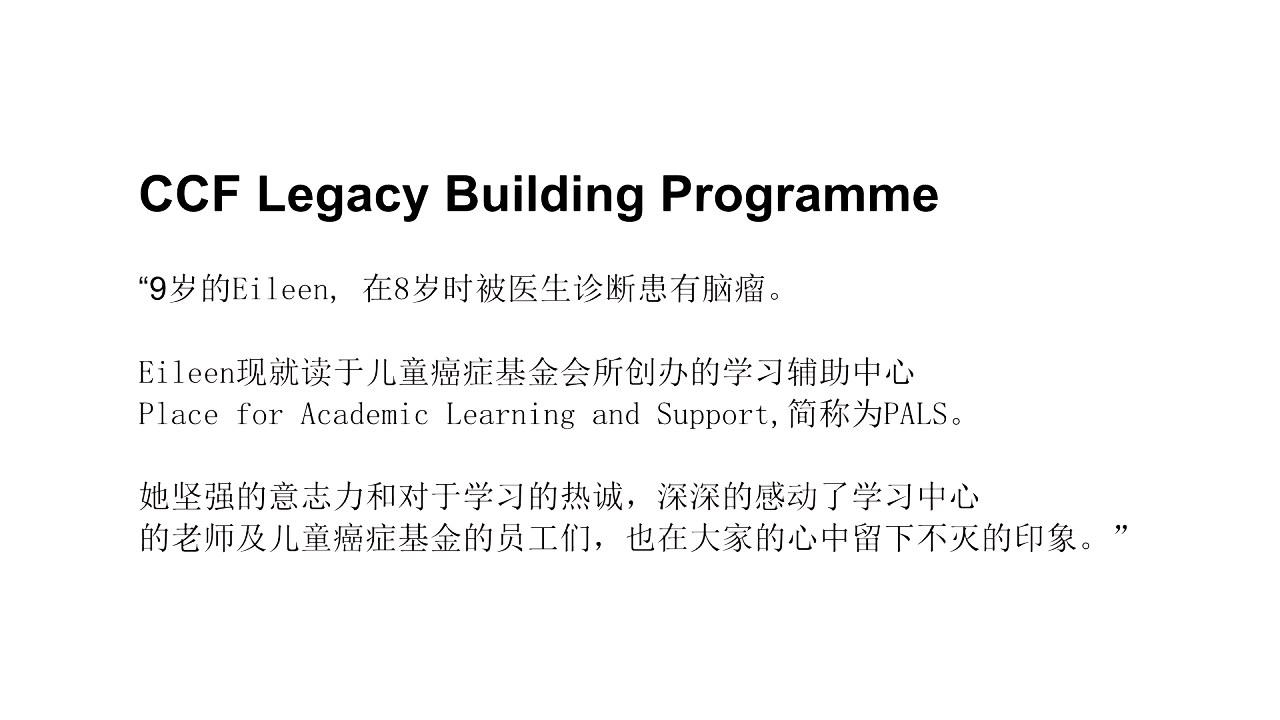 CCF Legacy Building Programme
“9岁的Eileen, 在8岁时被医生诊断患有脑瘤。
Eileen现就读于儿童癌症基金会所创办的学习辅助中心
Place for Academic Learning and Support,简称为PALS。
她坚强的意志力和对于学习的热诚，深深的感动了学习中心
的老师及儿童癌症基金的员工们，也在大家的心中留下不灭的印象。”